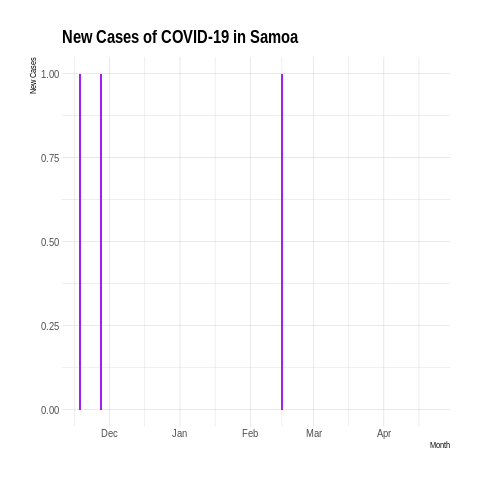 New Cases of COVID-19 in Samoa
New Cases
1.00
0.75
0.50
0.25
0.00
Dec Jan Feb Mar Apr
Month